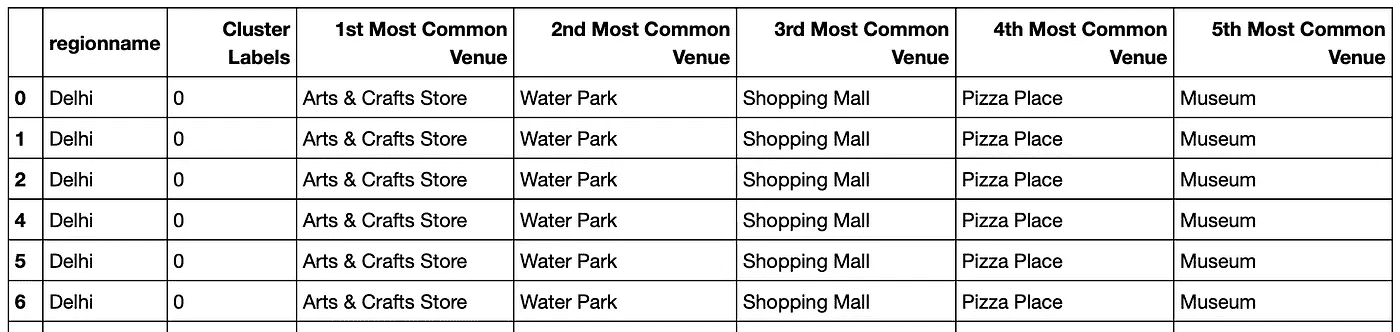 regionname Cluster Labels 1st Most Common Venue 2nd Most Common Venue 3rd Most Common Venue 4th Most Common Venue 5th Most Common Venue
0 Delhi 0 Arts & Crafts Store Water Park Shopping Mall Pizza Place Museum
1 Delhi 0 Arts & Crafts Store Water Park Shopping Mall Pizza Place Museum
2 Delhi 0 Arts & Crafts Store Water Park Shopping Mall Pizza Place Museum
4 Delhi 0 Arts & Crafts Store Water Park Shopping Mall Pizza Place Museum
5 Delhi 0 Arts & Crafts Store Water Park Shopping Mall Pizza Place Museum
6 Delhi 0 Arts & Crafts Store Water Park Shopping Mall Pizza Place Museum